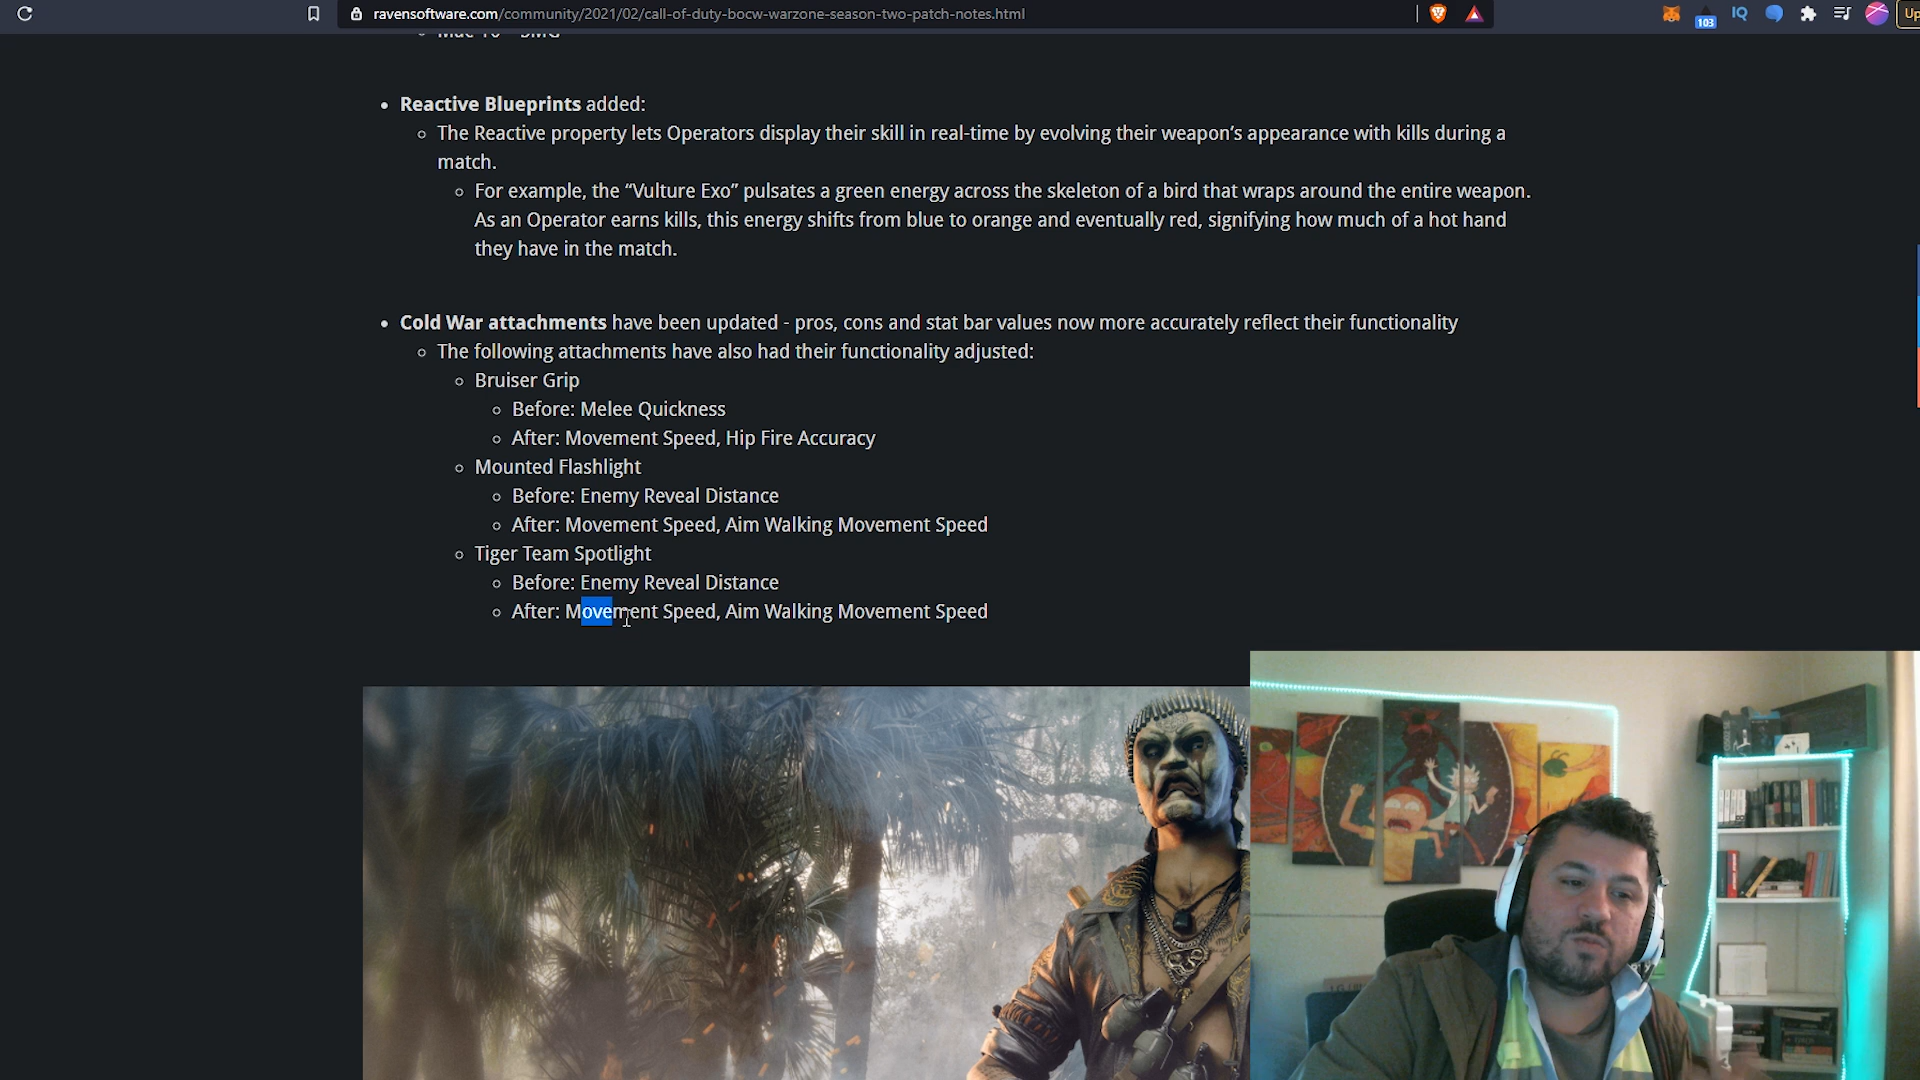 ravensoftware.com/community/2021/02/call-of-duty-bocw-warzone-season-two-patch-notes.html
103
IQ
Up
Mac 10 - SMG
Reactive Blueprints added:
The Reactive property lets Operators display their skill in real-time by evolving their weapon’s appearance with kills during a
match.
For example, the “Vulture Exo” pulsates a green energy across the skeleton of a bird that wraps around the entire weapon.
As an Operator earns kills, this energy shifts from blue to orange and eventually red, signifying how much of a hot hand
they have in the match.
Cold War attachments have been updated - pros, cons and stat bar values now more accurately reflect their functionality
The following attachments have also had their functionality adjusted:
Bruiser Grip
Before: Melee Quickness
After: Movement Speed, Hip Fire Accuracy
Mounted Flashlight
Before: Enemy Reveal Distance
After: Movement Speed, Aim Walking Movement Speed
Tiger Team Spotlight
Before: Enemy Reveal Distance
After: Movement Speed, Aim Walking Movement Speed